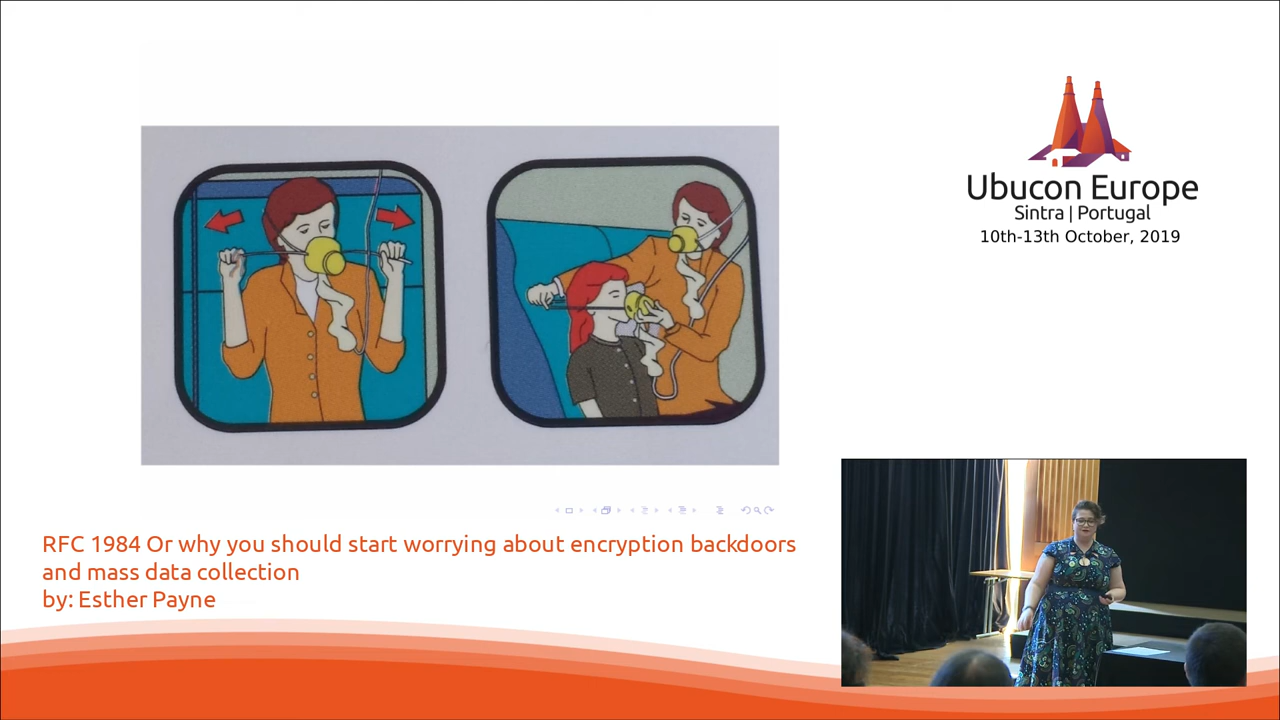 Ubucon Europe
Sintra | Portugal
10th-13th October, 2019
RFC 1984 Or why you should start worrying about encryption backdoors
and mass data collection
by: Esther Payne